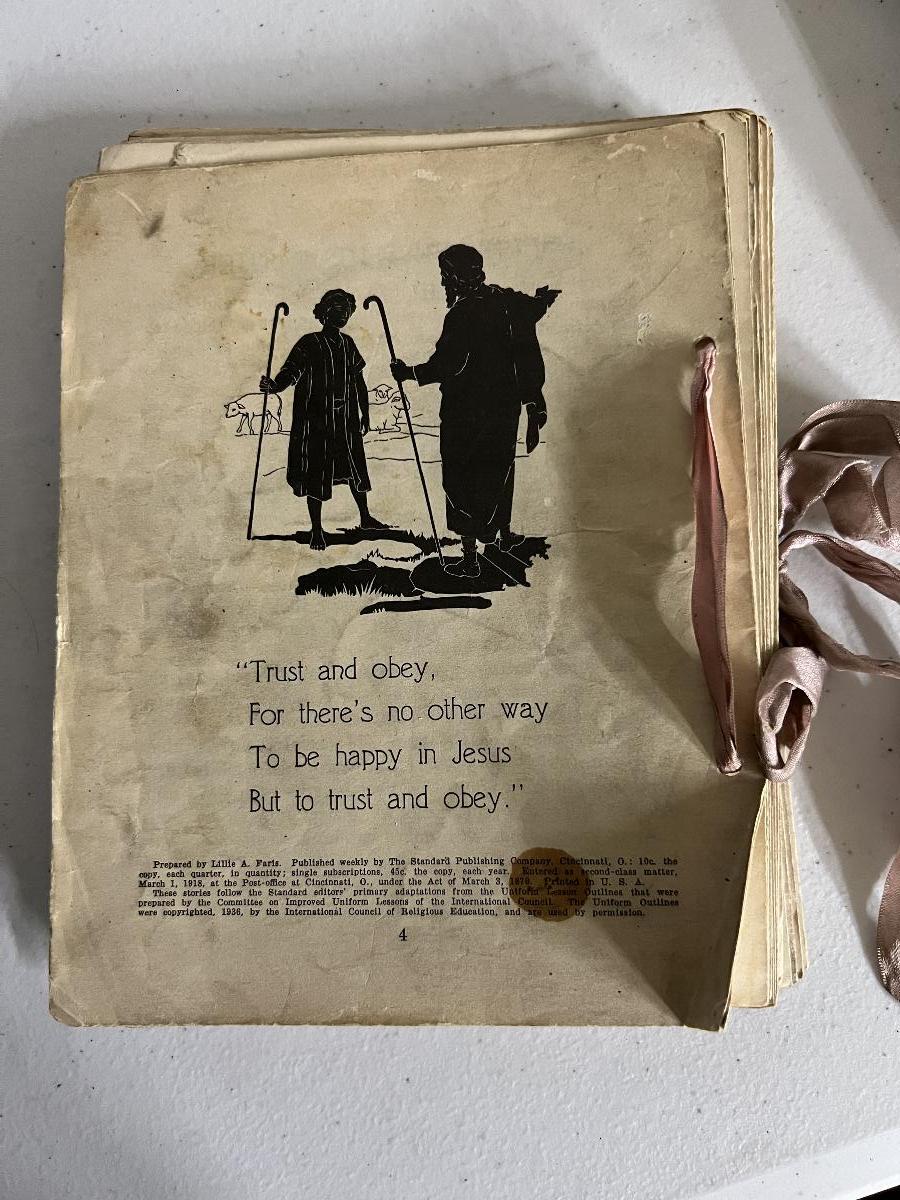 “Trust and obey,
For there's no other way
To be happy in Jesus
But to trust and obey.”
Prepared by Lillie A. Faris. Published weekly by The Standard Publishing Company, Cincinnati, O.: 10c. the
copy, each quarter, in quantity; single subscriptions, 45c. the copy, each year. Entered as second-class matter,
March 1, 1918, at the Post-office at Cincinnati, O., under the Act of March 3, 1879. Printed in U. S. A.
These stories follow the Standard editors' primary adaptations from the Uniform Lesson Outlines that were
prepared by the Committee on Improved Uniform Lessons of the International Council. The Uniform Outlines
were copyrighted, 1936, by the International Council of Religious Education, and are used by permission.
4